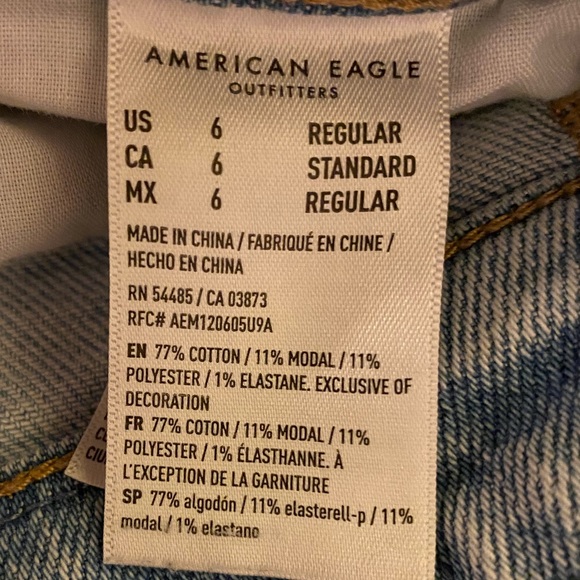 AMERICAN EAGLE
OUTFITTERS
US 6 REGULAR
CA 6 STANDARD
MX 6 REGULAR
MADE IN CHINA / FABRIQUÉ EN CHINE /
HECHO EN CHINA
RN 54485 / CA 03873
RFC# AEM120605U9A
EN 77% COTTON / 11% MODAL / 11%
POLYESTER / 1% ELASTANE. EXCLUSIVE OF
DECORATION
FR 77% COTON / 11% MODAL / 11%
POLYESTER / 1% ÉLASTHANNE. À
L'EXCEPTION DE LA GARNITURE
SP 77% algodón / 11% elasterell-p / 11%
modal / 1% elastano